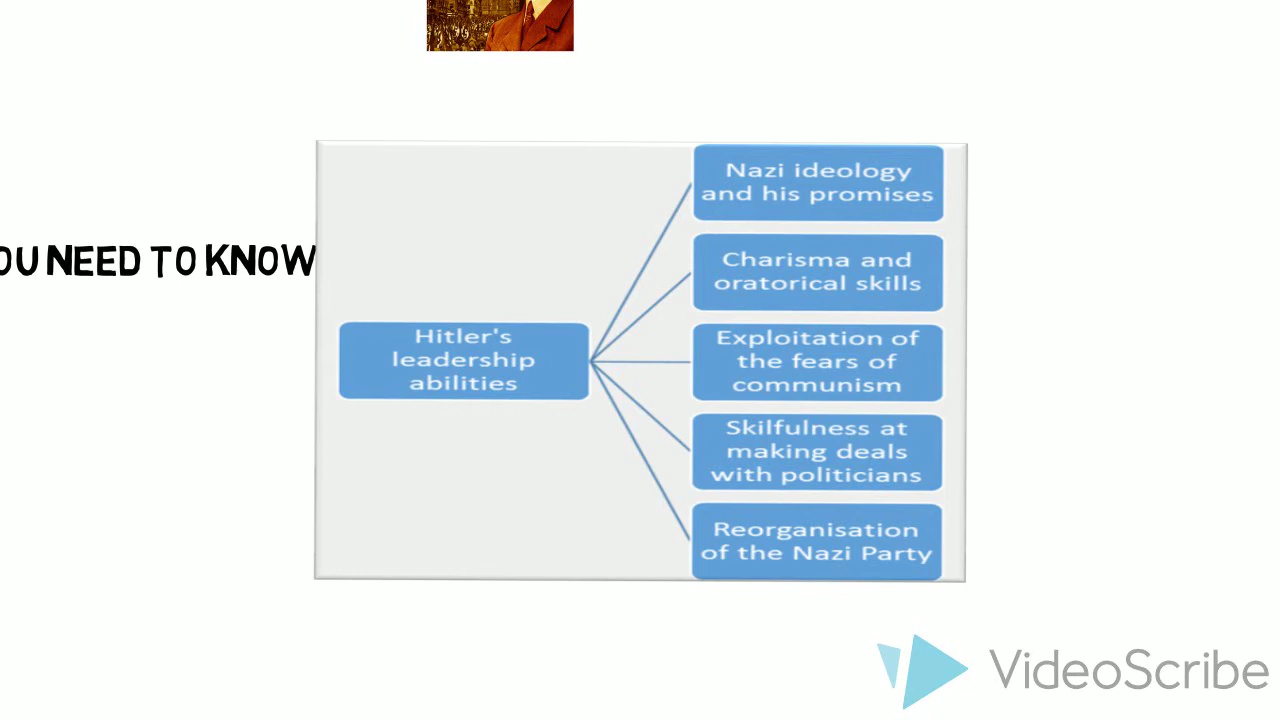 OU NEED TO KNOW
Hitler's
leadership
abilities
Nazi ideology
and his promises
Charisma and
oratorical skills
Exploitation of
the fears of
communism
Skilfulness at
making deals
with politicians
Reorganisation
of the Nazi Party
VideoScribe